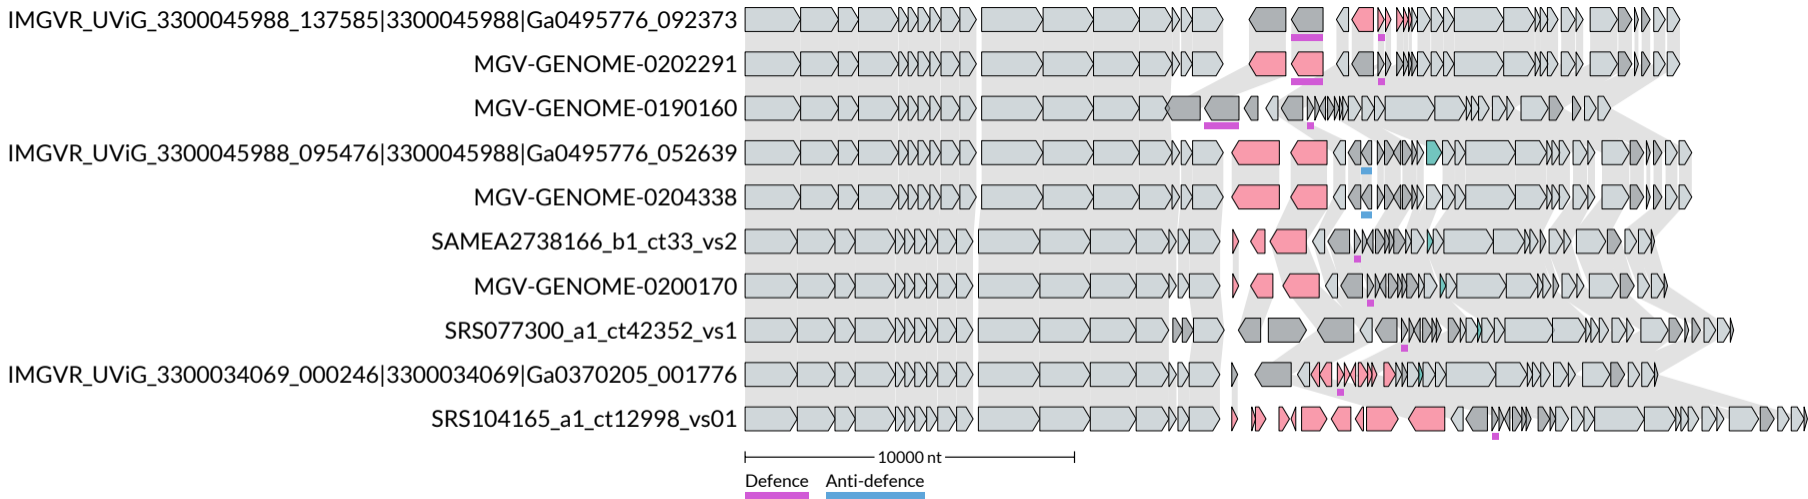 IMGVR_UViG_3300045988_137585|3300045988|Ga0495776_092373
MGV-GENOME-0202291
MGV-GENOME-0190160
IMGVR_UViG_3300045988_095476|3300045988|Ga0495776_052639
MGV-GENOME-0204338
SAMEA2738166_b1_ct33_vs2
MGV-GENOME-0200170
SRS077300_a1_ct42352_vs1
IMGVR_UViG_3300034069_000246|3300034069|Ga0370205_001776
SRS104165_a1_ct12998_vs01
10000 nt
Defence Anti-defence